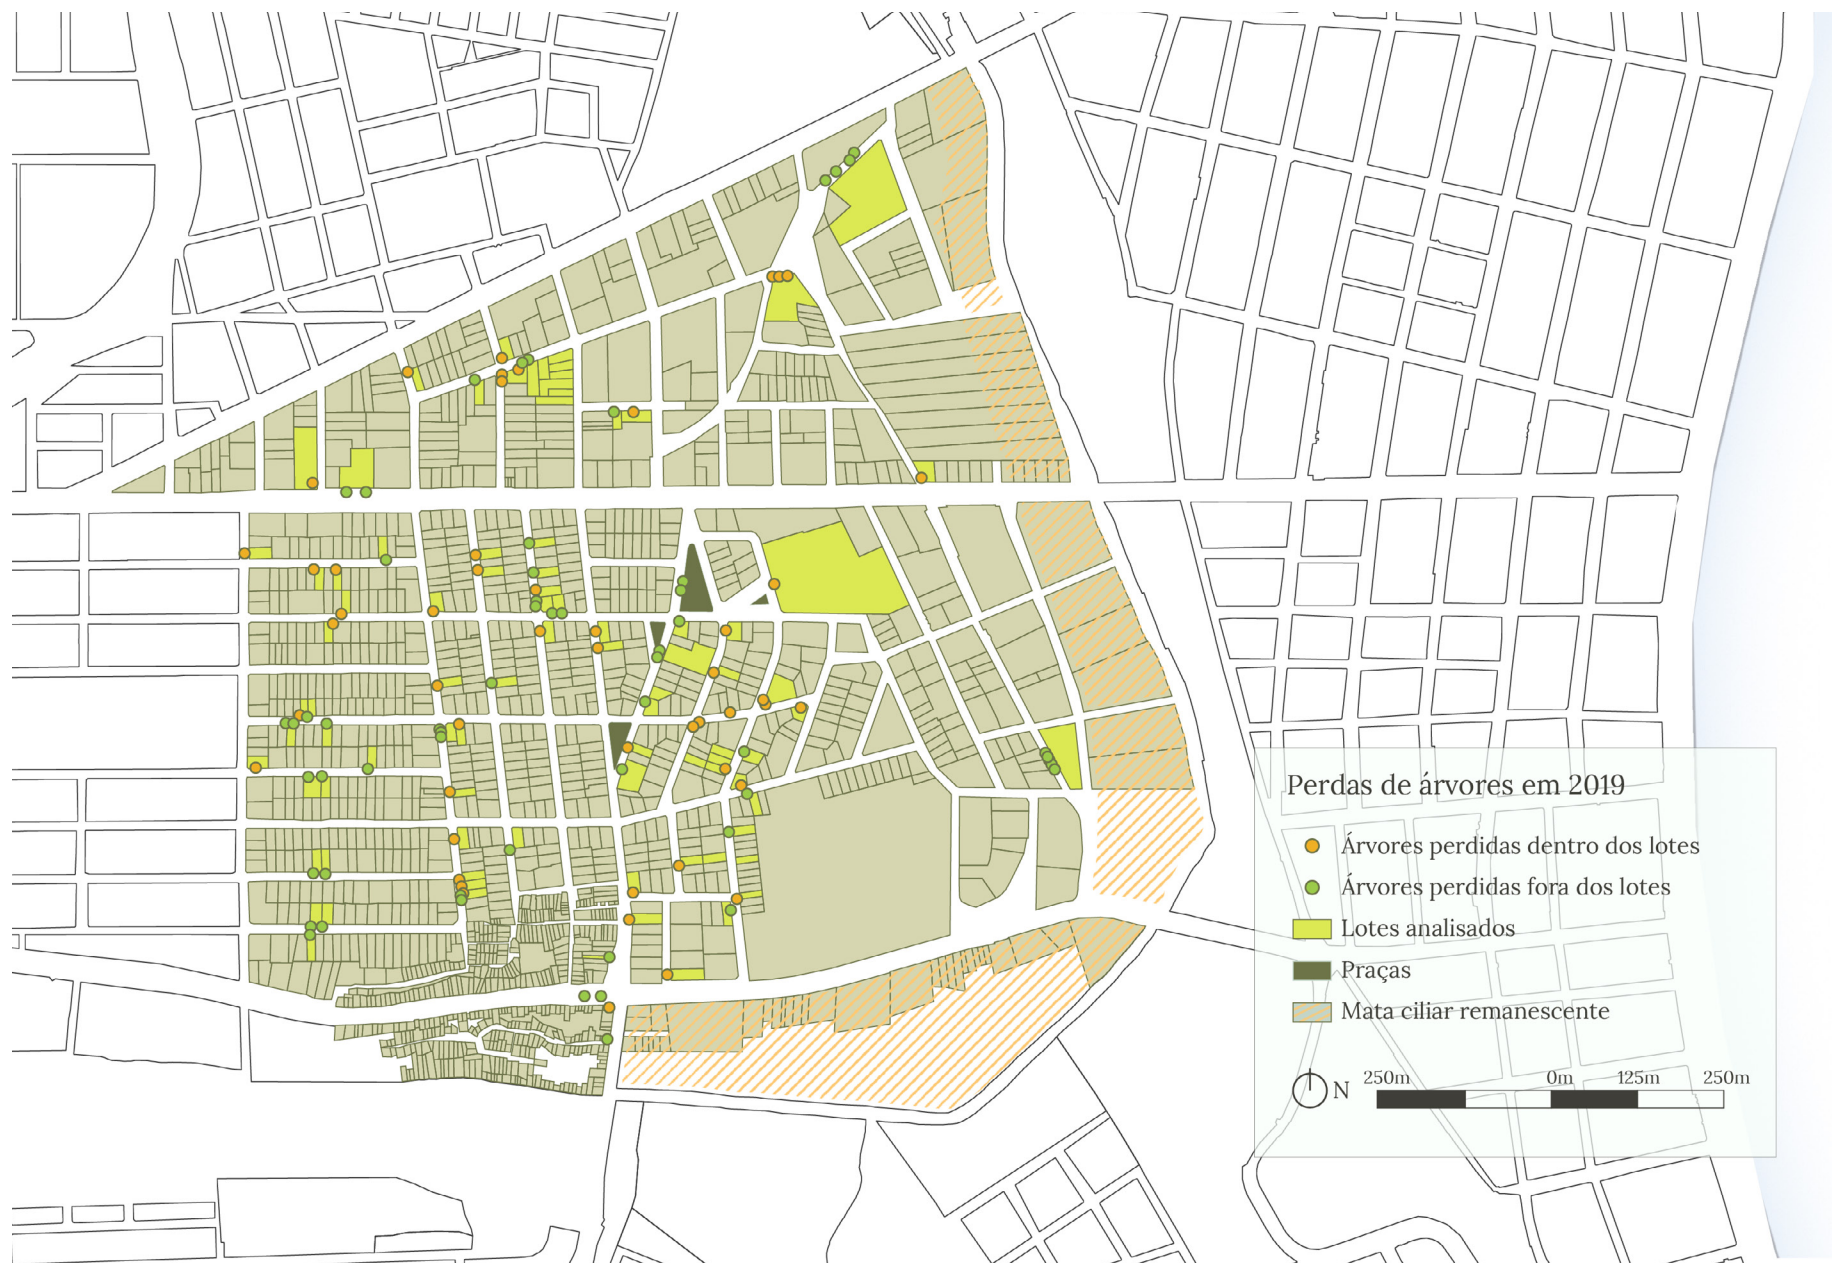 Perdas de árvores em 2019
Árvores perdidas dentro dos lotes
Árvores perdidas fora dos lotes
Lotes analisados
Praças
Mata ciliar remanescente
N
250m 0m 125m 250m